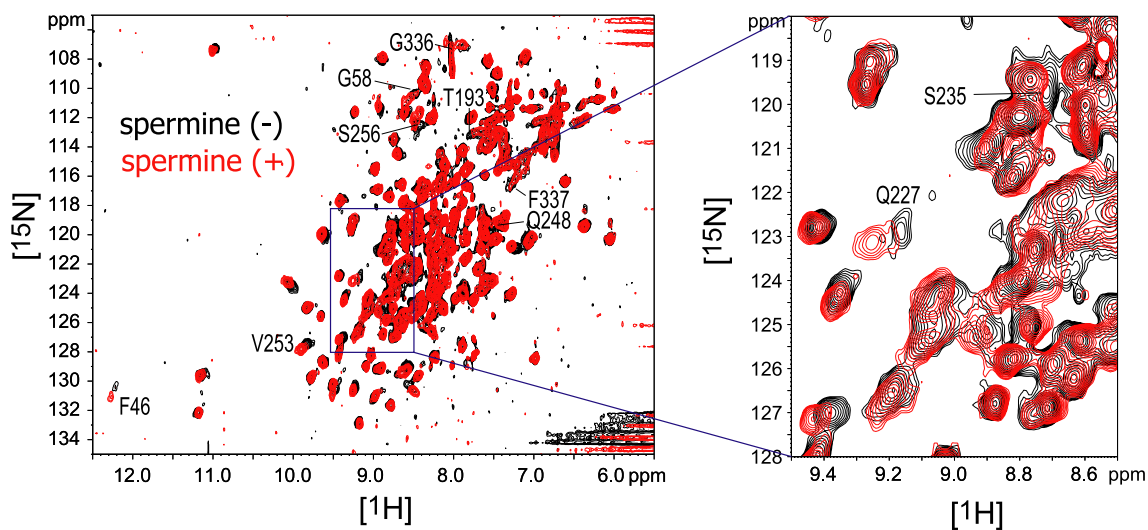 ppm
108
110
112
114
116
118
120
122
124
126
128
130
132
134
[15N]
spermine (-)
spermine (+)
G336
G58
T193
S256
F337
Q248
V253
F46
12.0
11.0
10.0
9.0
8.0
7.0
6.0 ppm
[1H]
ppm
119
120
121
122
123
124
125
126
127
128
[15N]
S235
Q227
9.4
9.2
9.0
8.8
8.6 ppm
[1H]